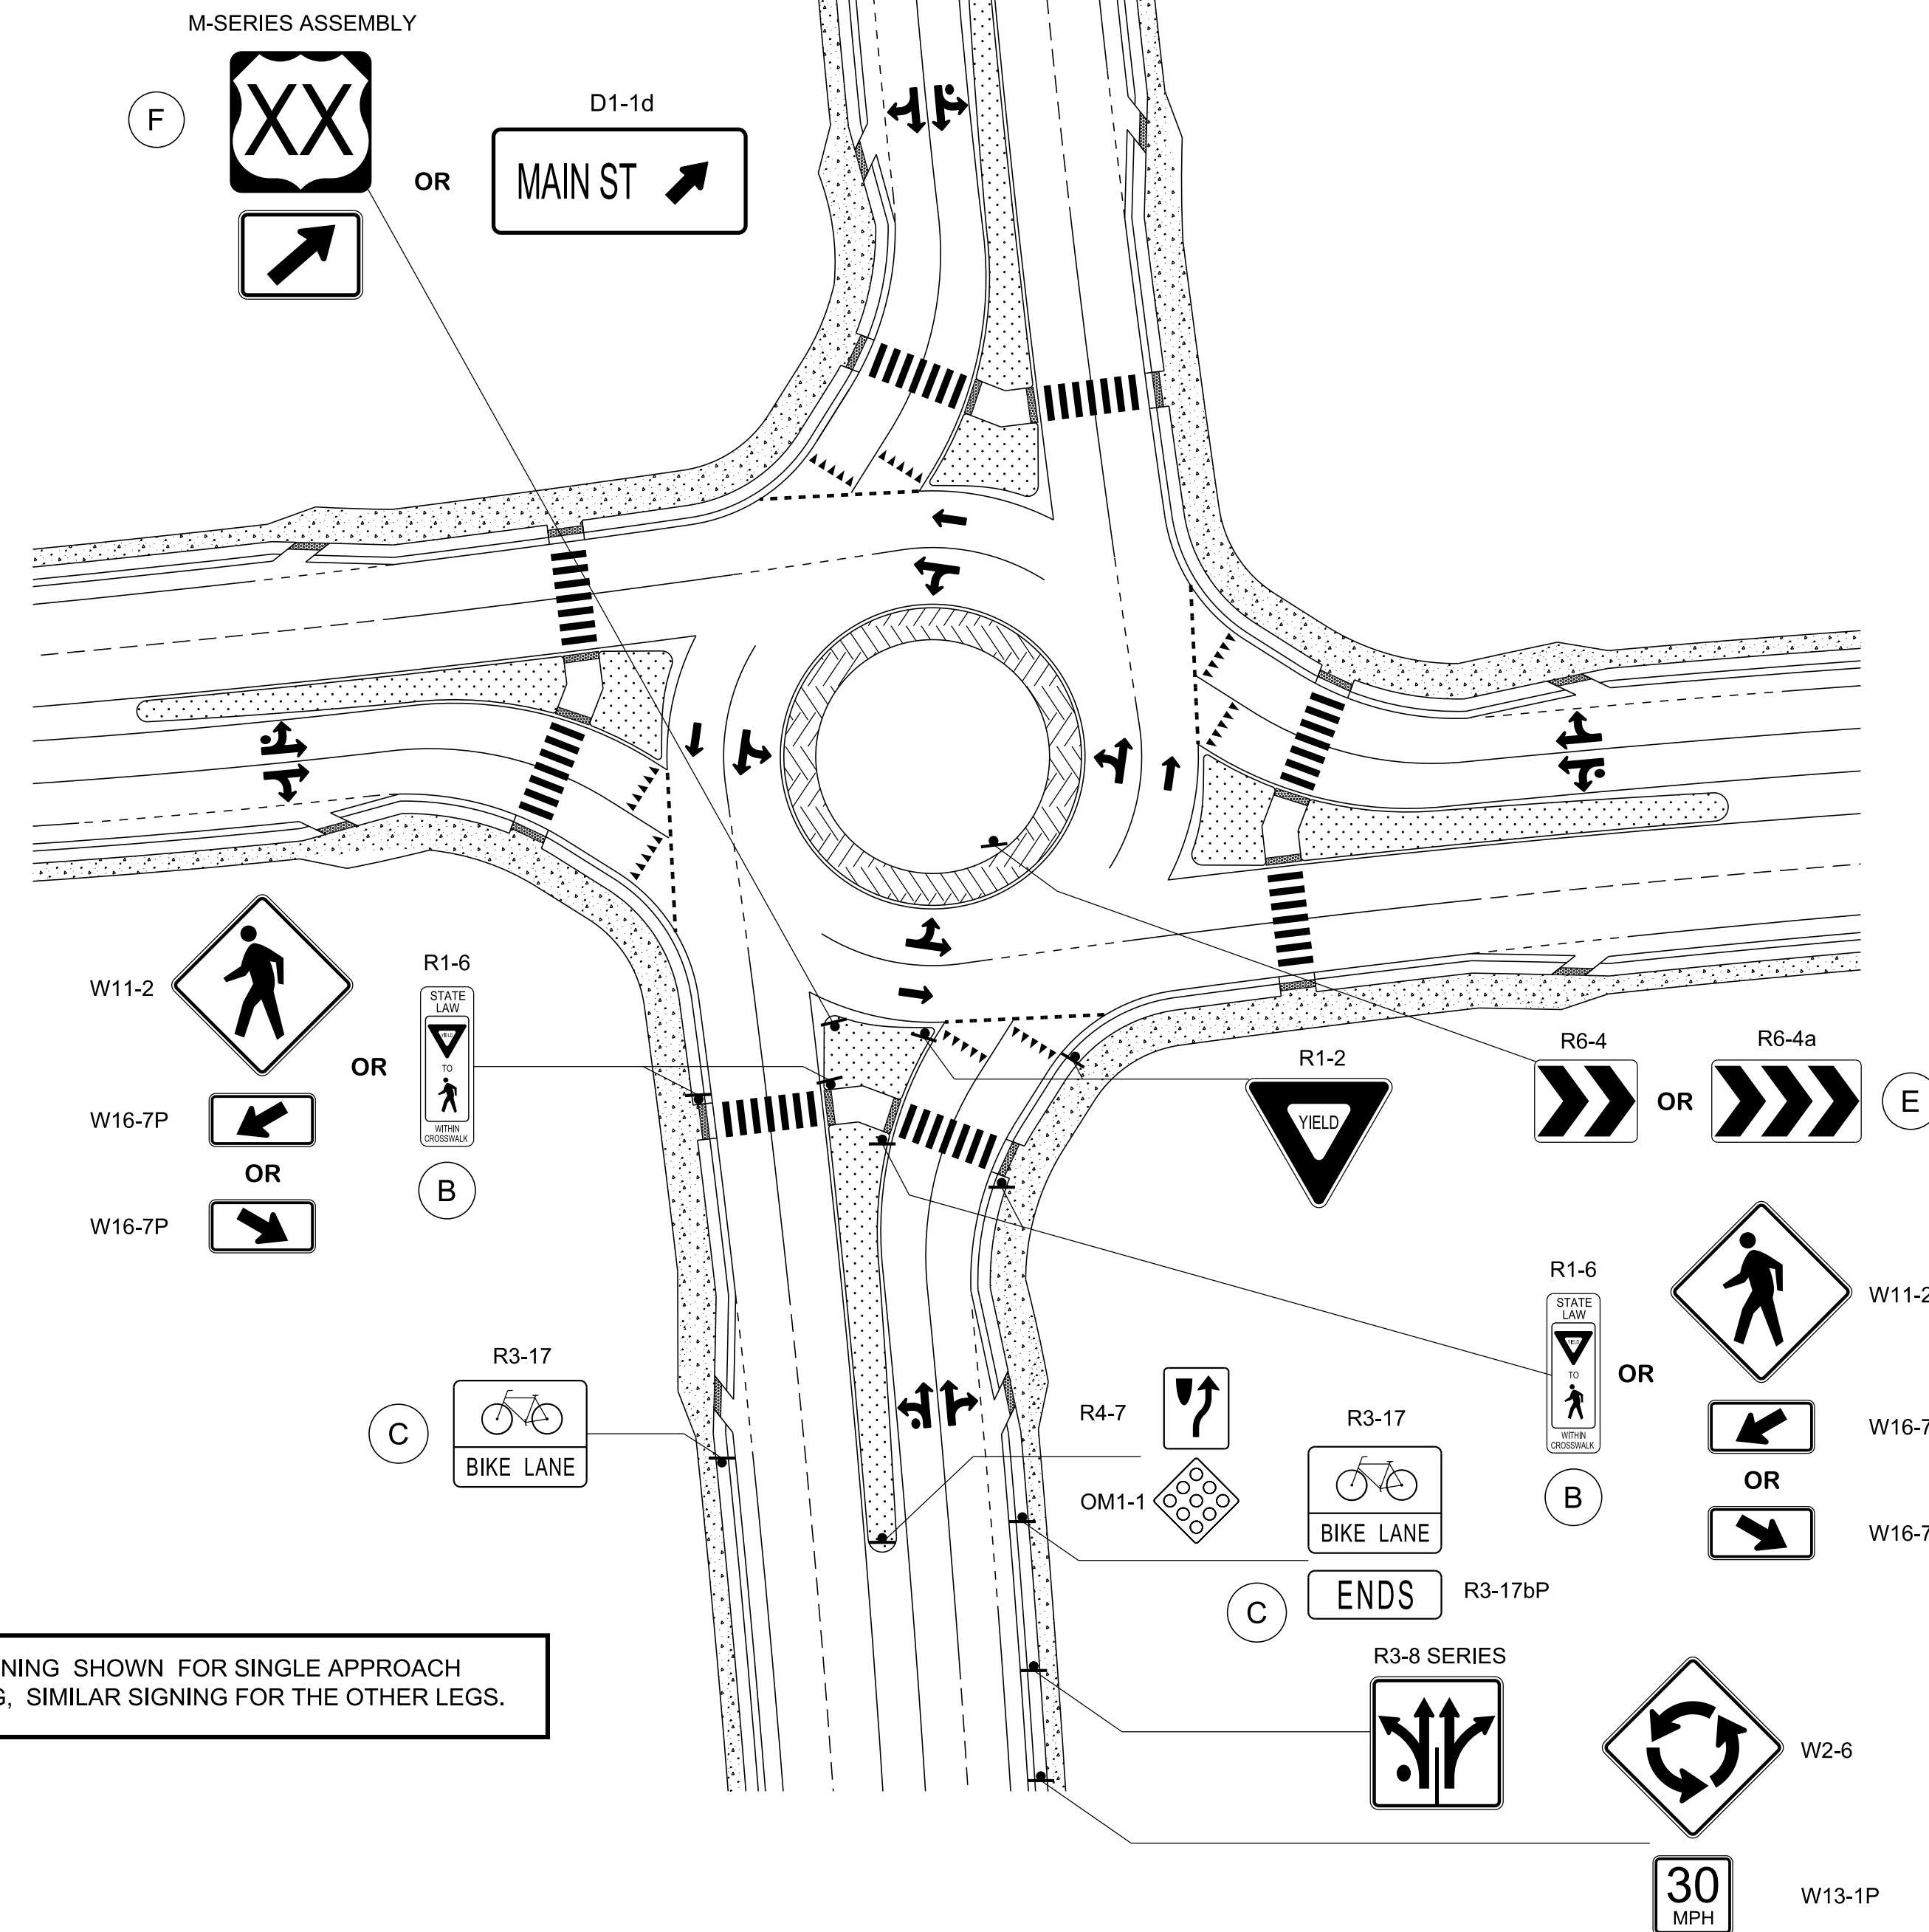 M-SERIES ASSEMBLY
F
XX
OR
D1-1d
MAIN ST
W11-2
R1-6
STATE
LAW
YIELD
TO
WITHIN
CROSSWALK
OR
W16-7P
OR
W16-7P
B
R1-2
YIELD
R6-4
OR
R6-4a
E
R1-6
STATE
LAW
YIELD
TO
WITHIN
CROSSWALK
OR
W11-2
W16-7
OR
W16-7
B
R3-17
C
BIKE LANE
R4-7
OM1-1
R3-17
BIKE LANE
ENDS
R3-17bP
C
NING SHOWN FOR SINGLE APPROACH
G, SIMILAR SIGNING FOR THE OTHER LEGS.
R3-8 SERIES
W2-6
30
MPH
W13-1P